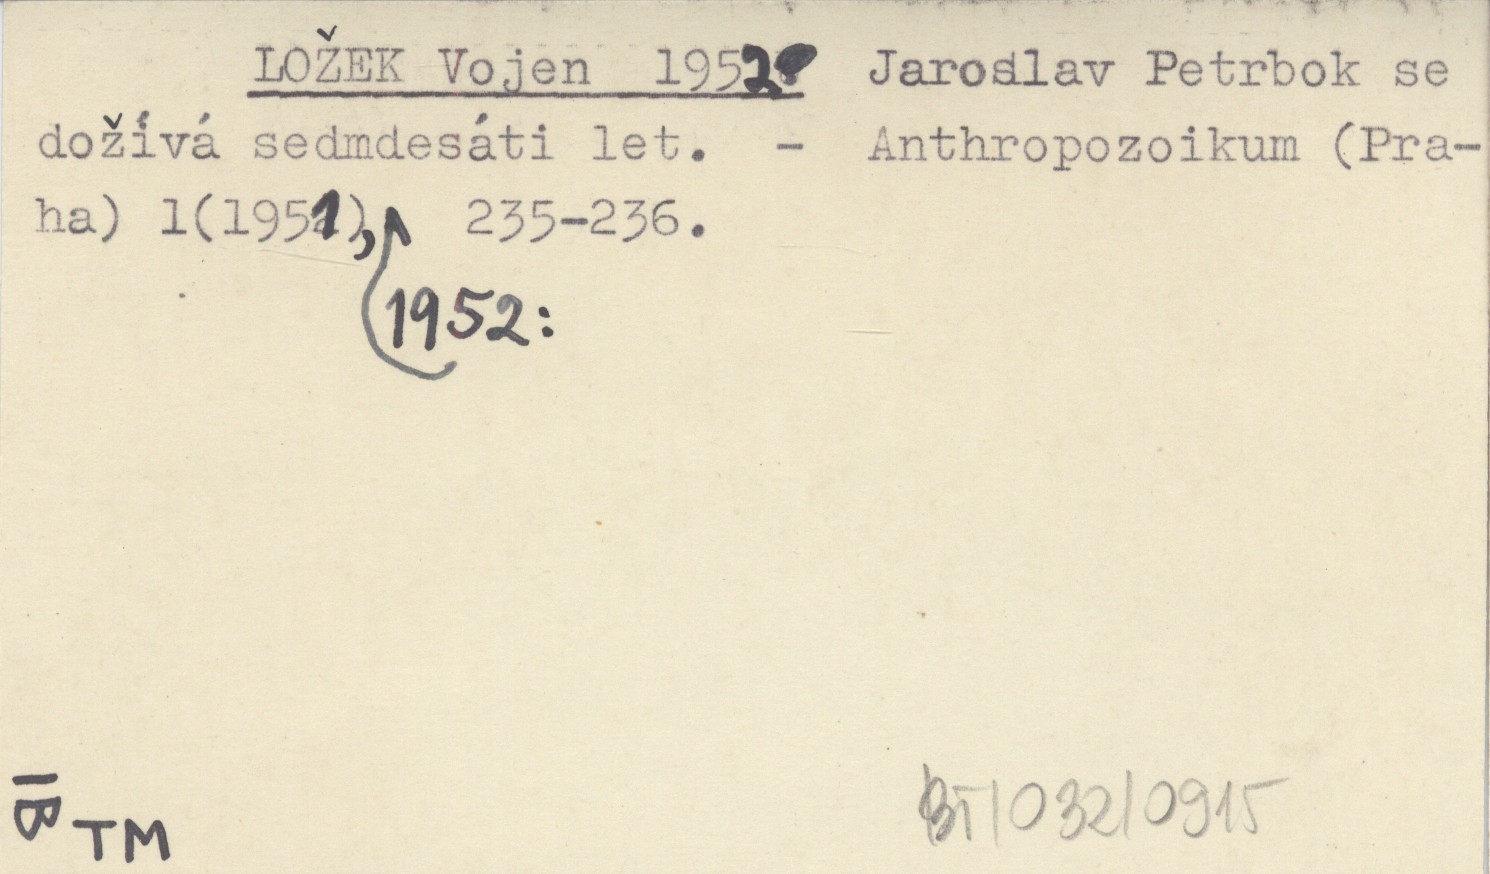 LOŽEK Vojen 1952 Jaroslav Petrbok se
dožívá sedmdesáti let. - Anthropozoikum (Pra-
ha) 1(1951), 235-236.
1952:
IB TM
BT/032/0915